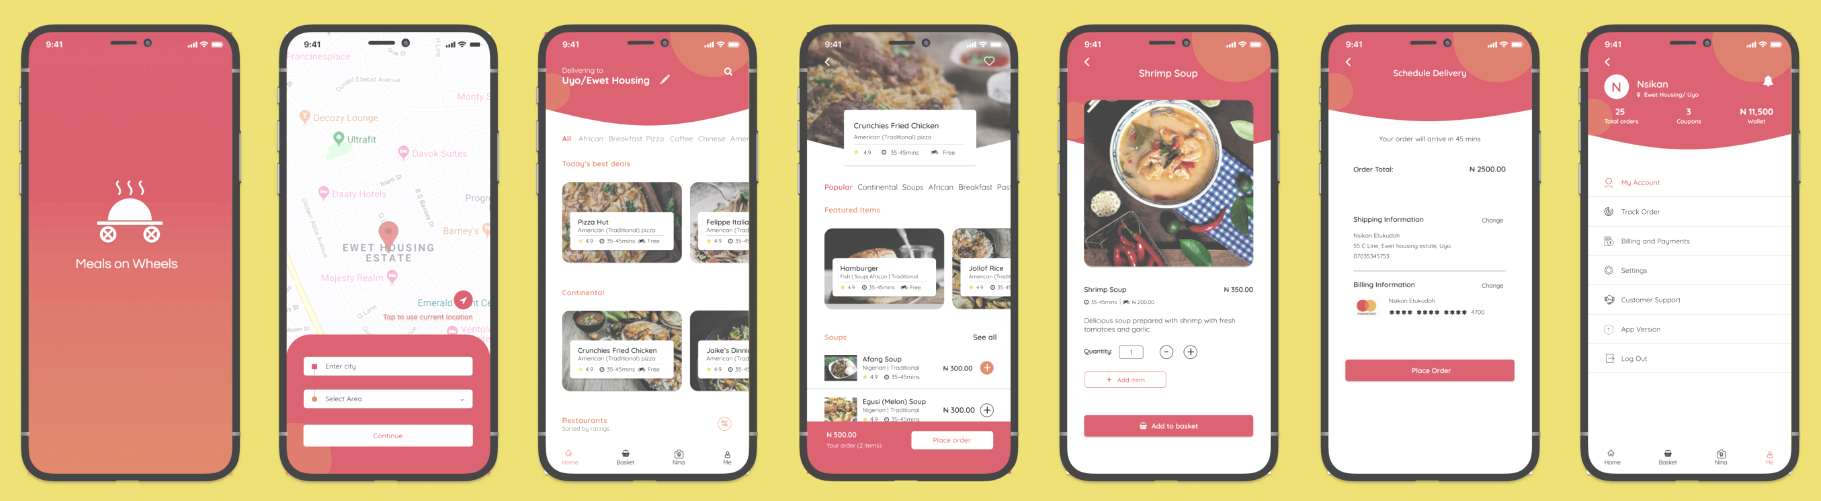 9:41
Meals on Wheels
9:41
Francinesplace
Donald Etiebet Avenue
Monty S
Decozy Lounge
Ultrafit
Davok Suites
Niam St
Daaty Hotels
Progr
Barney's
EWET HOUSING
ESTATE
Majesty Realm
Emerald
nt Ce
G Lane
Tap to use current location
Ventolit
Enter city
Select Area
Continue
9:41
Delivering to
Uyo/Ewet Housing
All African Breakfast Pizza Coffee Chinese Amer
Today's best deals
Pizza Hut
American (Traditional) pizza
4.9 35-45mins Free
Felippe Italia
American (Trad
4.9 35-
Continental
Crunchies Fried Chicken
American (Traditional) pizza
4.9 35-45mins Free
Jaike's Dinni
American (Trad
4.9 35-
Restaurants
Sorted by ratings
Home Basket Nina Me
9:41
Crunchies Fried Chicken
American (Traditional) pizza
4.9 35-45mins Free
Popular Continental Soups African Breakfast Pas
Featured Items
Hamburger
Fish | Soup| African | Traditional
4.9 35-45mins Free
Jollof Rice
American (Tradit
4.9 35-45
Soups See all
Afang Soup
Nigerian | Traditional
4.9 35-45mins
₦ 300.00
Egusi (Melon) Soup
Nigerian | Traditional
4.9 35-45mins
₦ 300.00
₦ 500.00
Your order (2 items)
Place order
9:41
Shrimp Soup
Shrimp Soup ₦ 350.00
35-45mins | ₦ 200.00
Delicious soup prepared with shrimp with fresh
tomatoes and garlic.
Quantity: 1 - +
+ Add item
Add to basket
9:41
Schedule Delivery
Your order will arrive in 45 mins
Order Total: ₦ 2500.00
Shipping Information Change
Nsikan Etukudoh
55 C Line, Ewet housing estate, Uyo.
07035345753
Billing Information Change
Nsikan Etukudoh
**** **** **** **** 4700
Place Order
9:41
N
Nsikan
Ewet Housing/ Uyo
25 3 ₦ 11,500
Total orders Coupons Wallet
My Account
Track Order
Billing and Payments
Settings
Customer Support
App Version
Log Out
Home Basket Nina Me